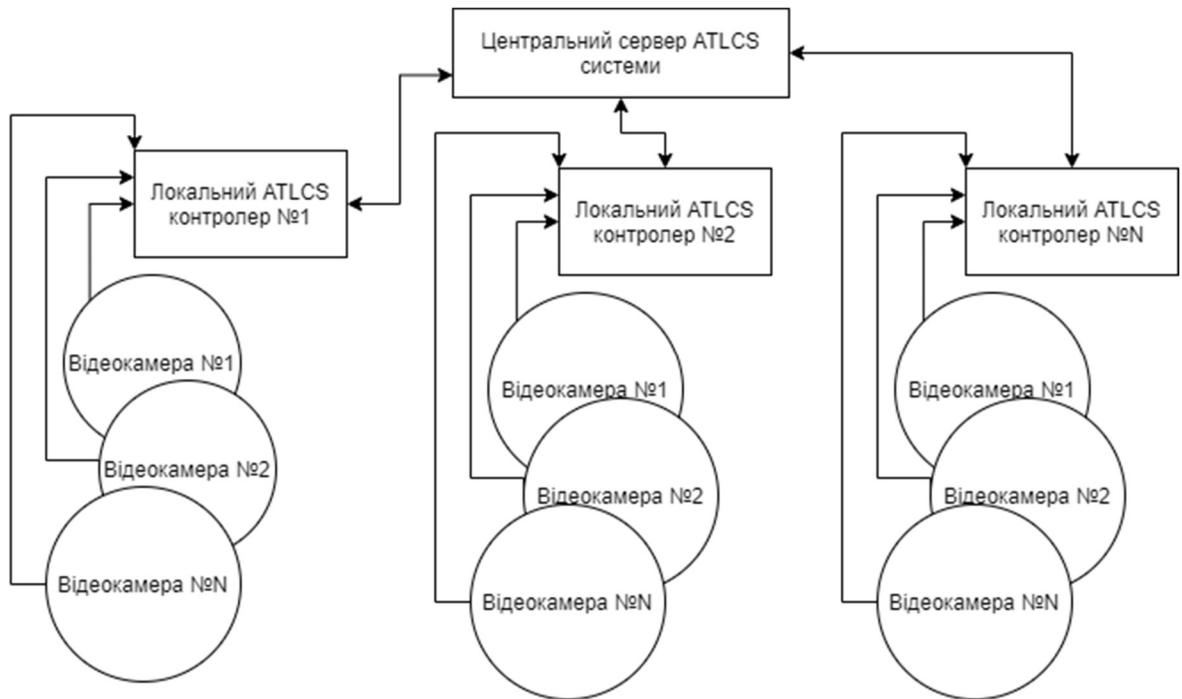 Центральний сервер ATLCS
системи
Локальний ATLCS
контролер №1
Локальний ATLCS
контролер №2
Локальний ATLCS
контролер №N
Відеокамера №1
Відеокамера №2
Відеокамера №N
Відеокамера №1
Відеокамера №2
Відеокамера №N
Відеокамера №1
Відеокамера №2
Відеокамера №N